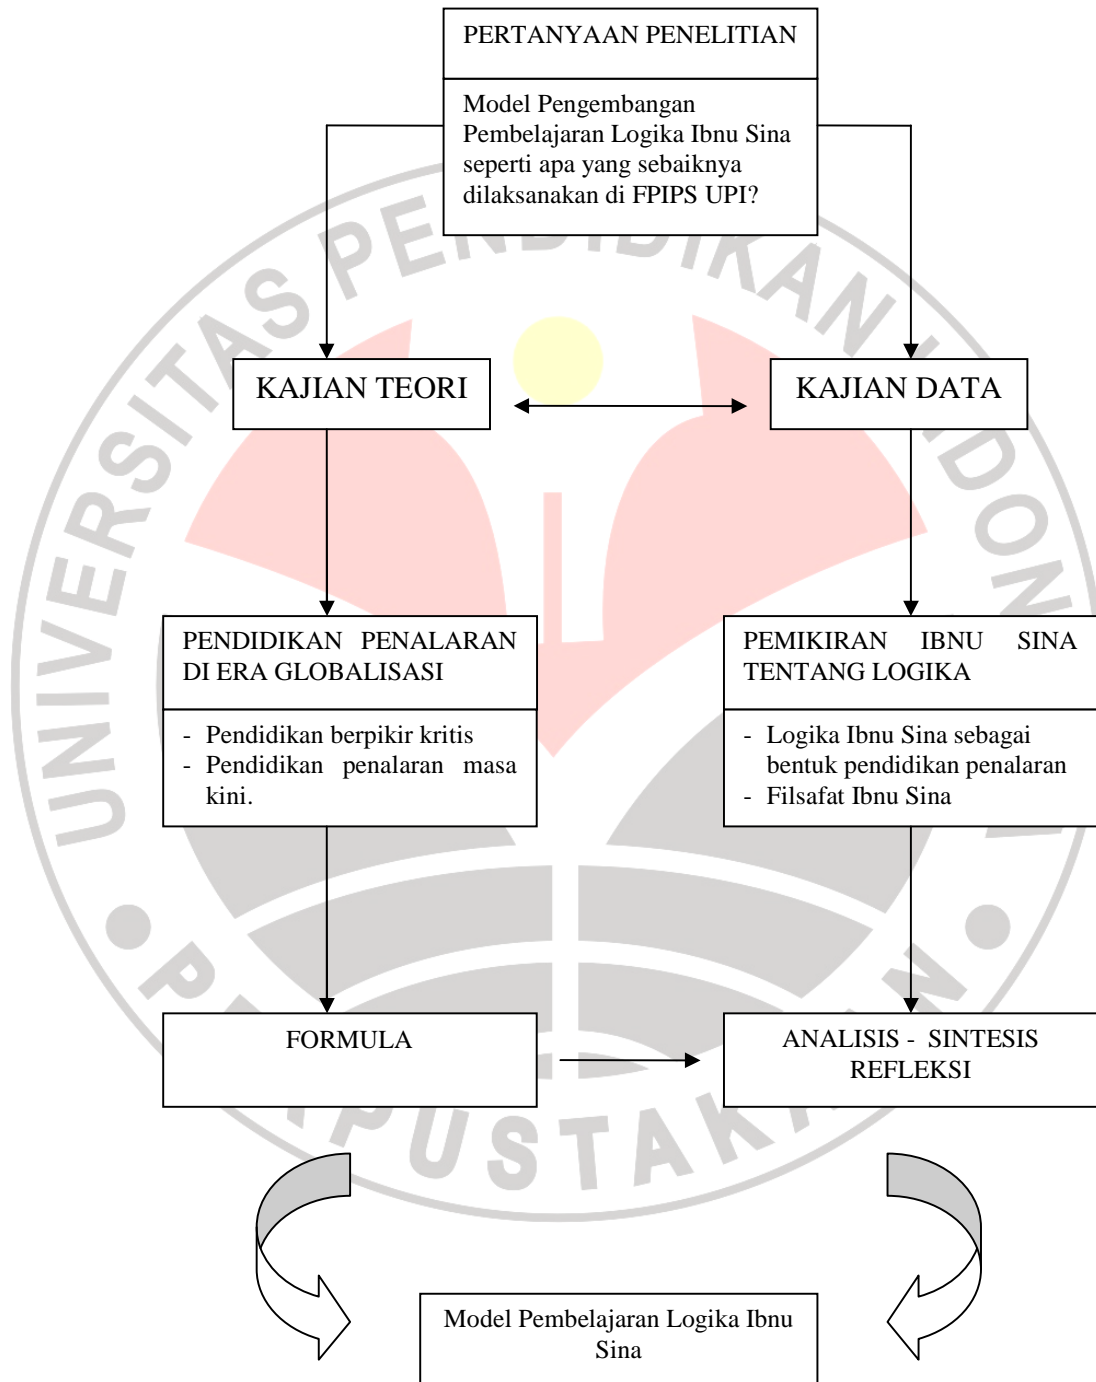 PERTANYAAN PENELITIAN
Model Pengembangan
Pembelajaran Logika Ibnu Sina
seperti apa yang sebaiknya
dilaksanakan di FPIPS UPI?
KAJIAN TEORI
KAJIAN DATA
PENDIDIKAN PENALARAN
DI ERA GLOBALISASI
- Pendidikan berpikir kritis
- Pendidikan penalaran masa
kini.
PEMIKIRAN IBNU SINA
TENTANG LOGIKA
- Logika Ibnu Sina sebagai
bentuk pendidikan penalaran
- Filsafat Ibnu Sina
FORMULA
ANALISIS - SINTESIS
REFLEKSI
Model Pembelajaran Logika Ibnu
Sina
UNIVERSITAS PENDIDIKAN INDON
PUSTAKAN